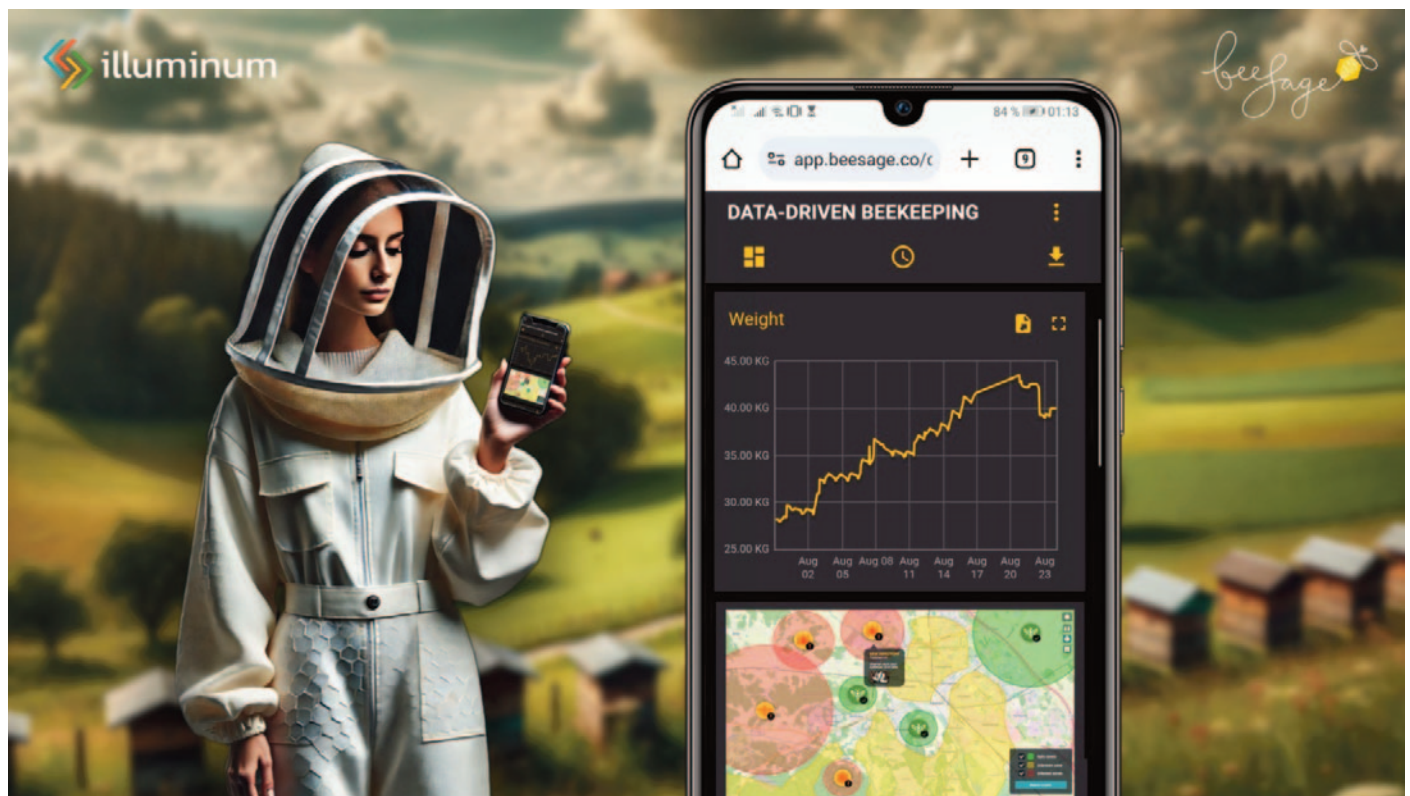 illuminum
beesage
84 % 01:13
app.beesage.co/c
9
DATA-DRIVEN BEEKEEPING
Weight
45.00 KG
40.00 KG
35.00 KG
30.00 KG
25.00 KG
Aug 02
Aug 05
Aug 08
Aug 11
Aug 14
Aug 17
Aug 20
Aug 23